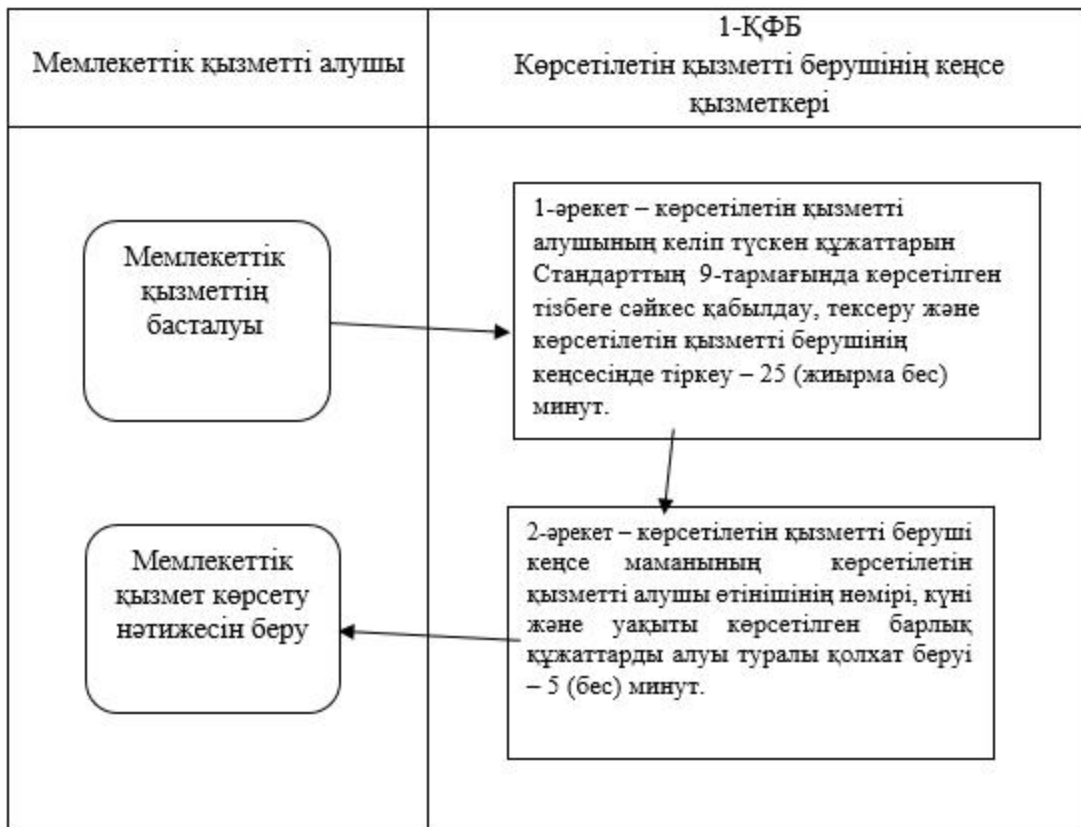 Мемлекеттік қызметті алушы
1-ҚФБ
Көрсетілетін қызметті берушінің кеңсе
қызметкері
Мемлекеттік
қызметтің
басталуы
1-әрекет – көрсетілетін қызметті
алушының келіп түскен құжаттарын
Стандарттың 9-тармағында көрсетілген
тізбеге сәйкес қабылдау, тексеру және
көрсетілетін қызметті берушінің
кеңсесінде тіркеу – 25 (жиырма бес)
минут.
2-әрекет – көрсетілетін қызметті беруші
кеңсе маманының көрсетілетін
қызметті алушы өтінішінің нөмірі, күні
және уақыты көрсетілген барлық
құжаттарды алуы туралы қолхат беруі
– 5 (бес) минут.
Мемлекеттік
қызмет көрсету
нәтижесін беру